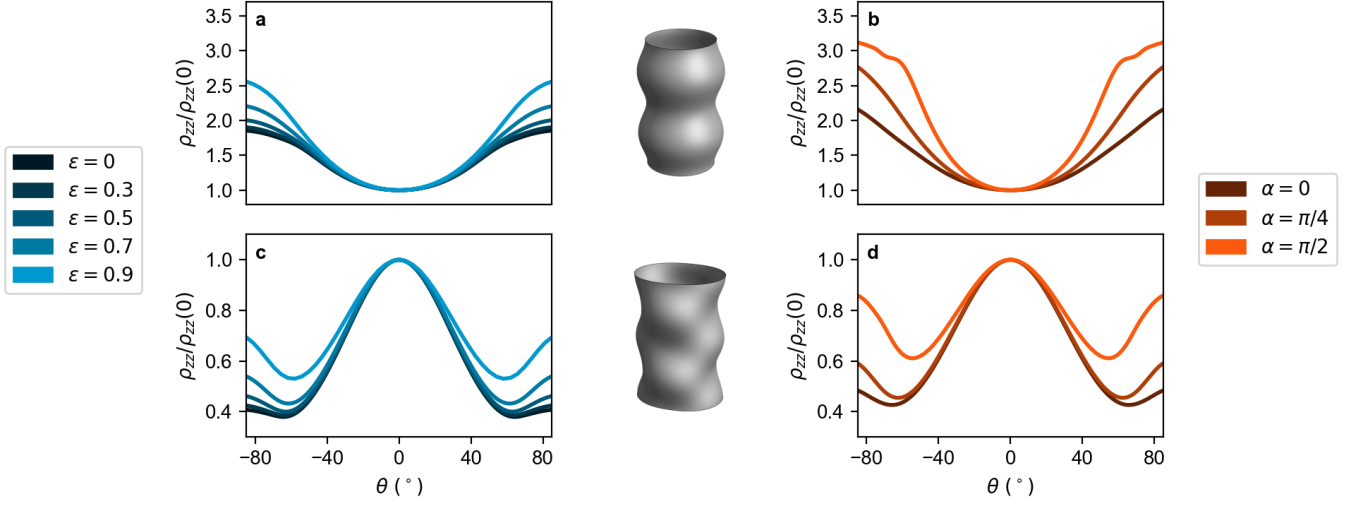 a
3.5
3.0
2.5
2.0
1.5
1.0
ρzz/ρzz(0)
b
3.5
3.0
2.5
2.0
1.5
1.0
ρzz/ρzz(0)
ε = 0
ε = 0.3
ε = 0.5
ε = 0.7
ε = 0.9
α = 0
α = π/4
α = π/2
c
1.0
0.8
0.6
0.4
ρzz/ρzz(0)
−80 −40 0 40 80
θ (°)
d
1.0
0.8
0.6
0.4
ρzz/ρzz(0)
−80 −40 0 40 80
θ (°)